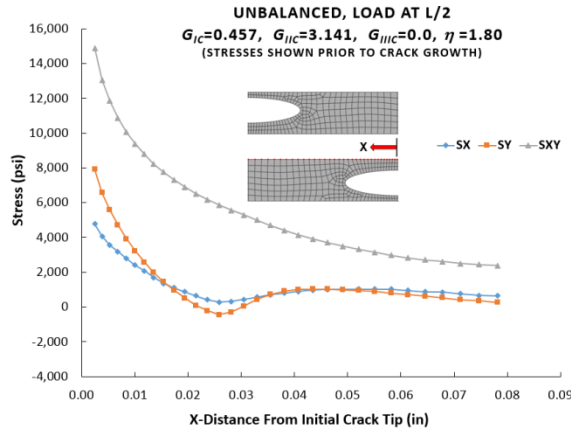 UNBALANCED, LOAD AT L/2
G_IC=0.457, G_IIC=3.141, G_IIIC=0.0, η=1.80
(STRESSES SHOWN PRIOR TO CRACK GROWTH)
16,000
14,000
12,000
10,000
8,000
6,000
4,000
2,000
0
-2,000
-4,000
Stress (psi)
X
SX SY SXY
0.00 0.01 0.02 0.03 0.04 0.05 0.06 0.07 0.08 0.09
X-Distance From Initial Crack Tip (in)